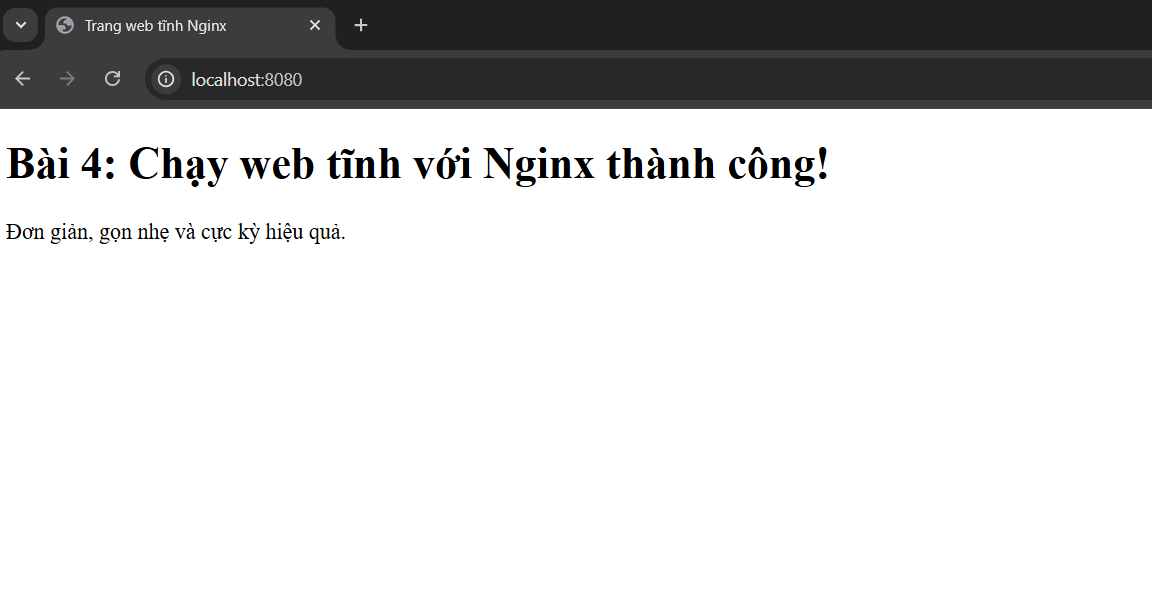 Trang web tĩnh Nginx
localhost:8080
Bài 4: Chạy web tĩnh với Nginx thành công!
Đơn giản, gọn nhẹ và cực kỳ hiệu quả.